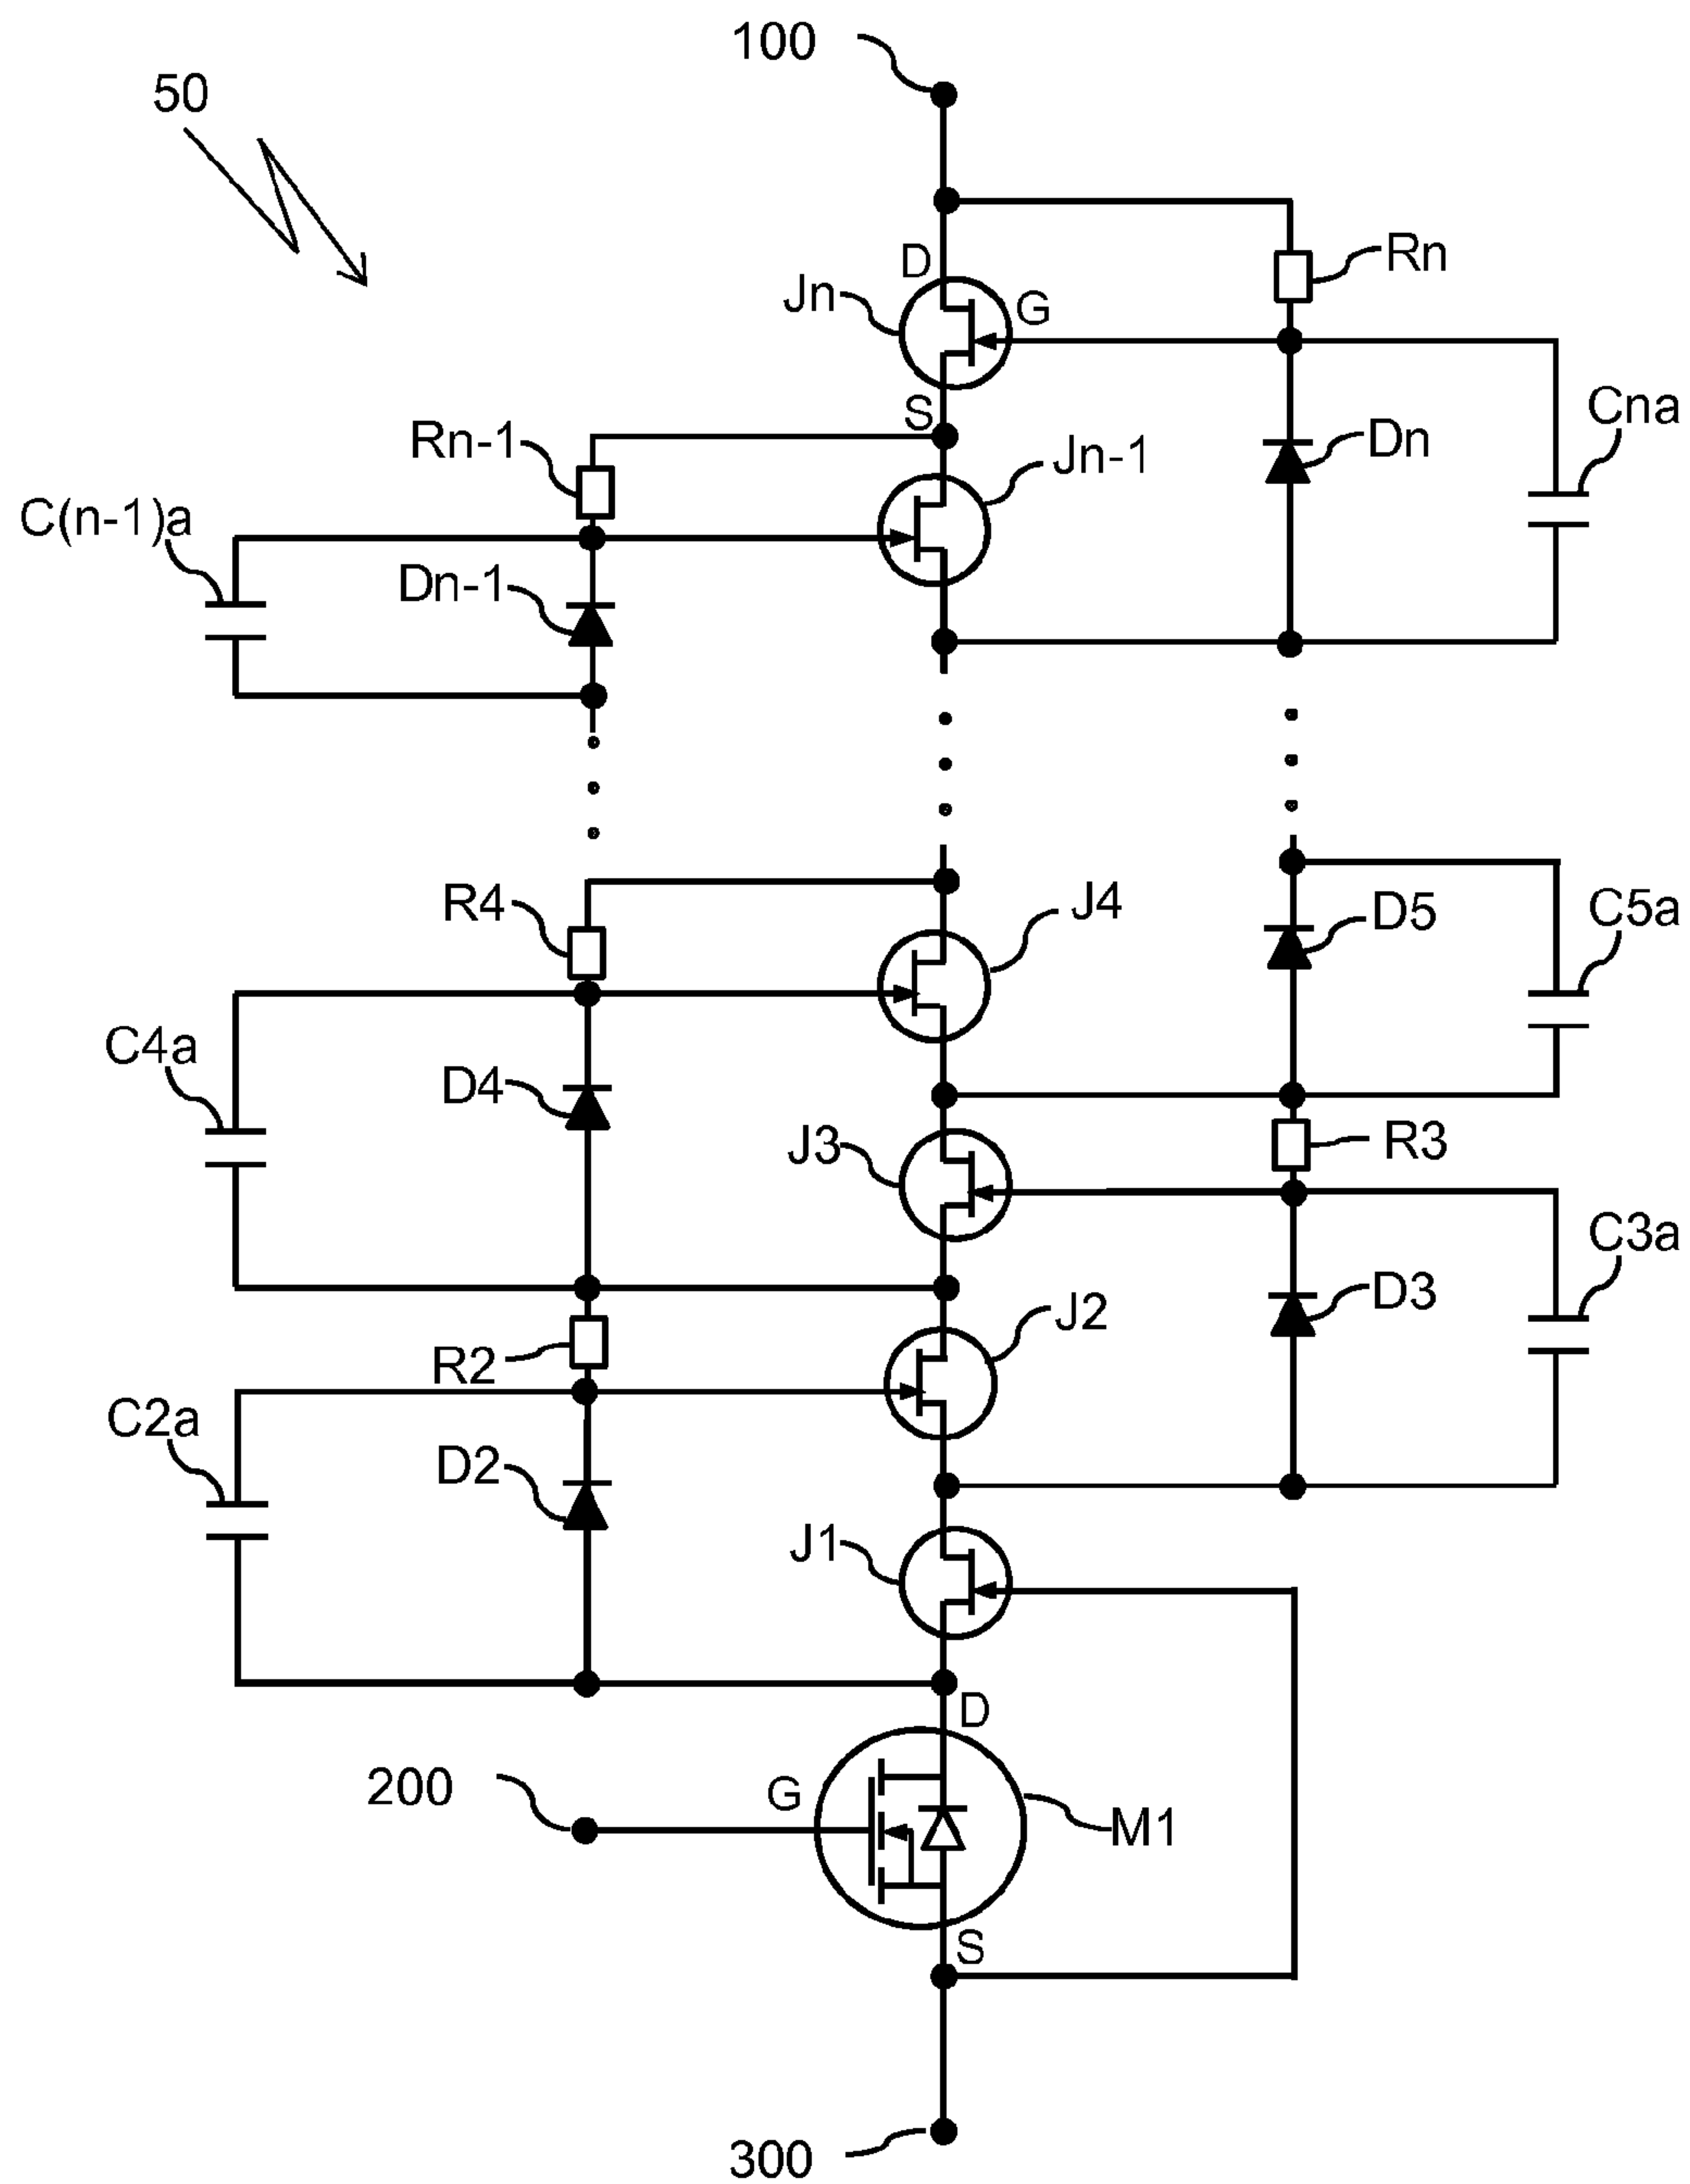 100
50
D
Rn
Jn
G
S
Cna
Rn-1
Dn
Jn-1
C(n-1)a
Dn-1
R4
J4
D5
C5a
C4a
D4
J3
R3
C3a
D3
J2
R2
C2a
D2
J1
D
200
G
M1
S
300